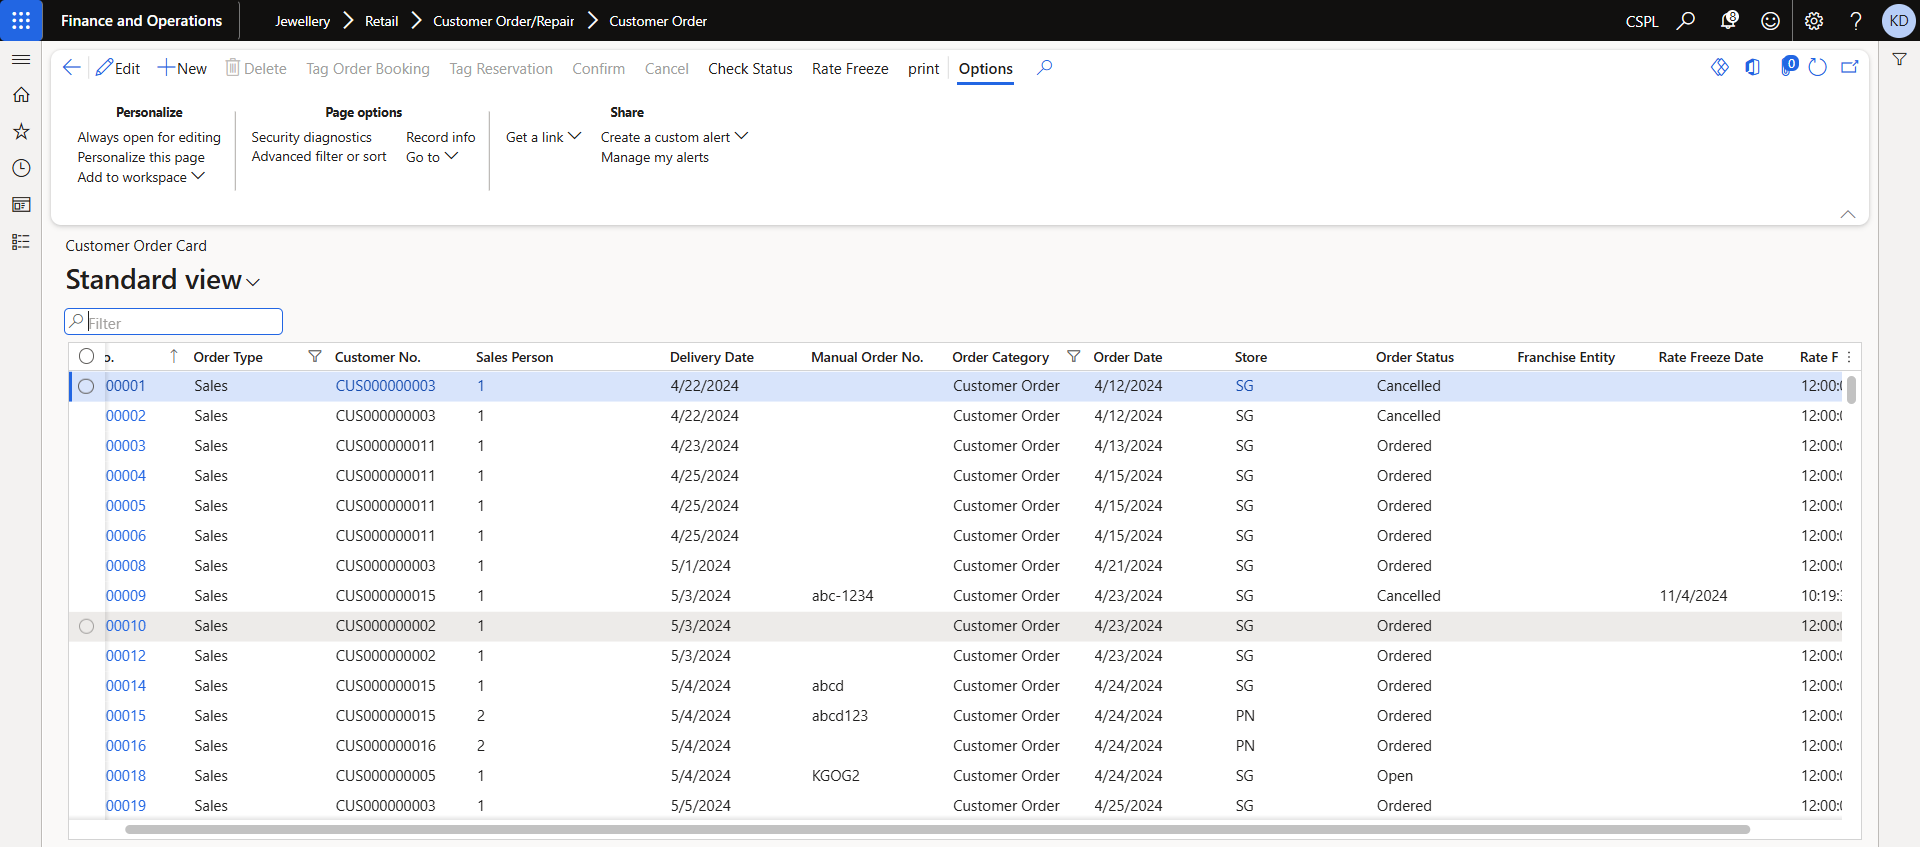 Finance and Operations Jewellery Retail Customer Order/Repair Customer Order CSPL 8 ? KD
Edit New Delete Tag Order Booking Tag Reservation Confirm Cancel Check Status Rate Freeze print Options 0
Personalize Page options Share
Always open for editing Security diagnostics Record info Get a link Create a custom alert
Personalize this page Advanced filter or sort Go to Manage my alerts
Add to workspace
Customer Order Card
Standard view
Filter
o. Order Type Customer No. Sales Person Delivery Date Manual Order No. Order Category Order Date Store Order Status Franchise Entity Rate Freeze Date Rate F
00001 Sales CUS000000003 1 4/22/2024 Customer Order 4/12/2024 SG Cancelled 12:00:0
00002 Sales CUS000000003 1 4/22/2024 Customer Order 4/12/2024 SG Cancelled 12:00:0
00003 Sales CUS000000011 1 4/23/2024 Customer Order 4/13/2024 SG Ordered 12:00:0
00004 Sales CUS000000011 1 4/25/2024 Customer Order 4/15/2024 SG Ordered 12:00:0
00005 Sales CUS000000011 1 4/25/2024 Customer Order 4/15/2024 SG Ordered 12:00:0
00006 Sales CUS000000011 1 4/25/2024 Customer Order 4/15/2024 SG Ordered 12:00:0
00008 Sales CUS000000003 1 5/1/2024 Customer Order 4/21/2024 SG Ordered 12:00:0
00009 Sales CUS000000015 1 5/3/2024 abc-1234 Customer Order 4/23/2024 SG Cancelled 11/4/2024 10:19:3
00010 Sales CUS000000002 1 5/3/2024 Customer Order 4/23/2024 SG Ordered 12:00:0
00012 Sales CUS000000002 1 5/3/2024 Customer Order 4/23/2024 SG Ordered 12:00:0
00014 Sales CUS000000015 1 5/4/2024 abcd Customer Order 4/24/2024 SG Ordered 12:00:0
00015 Sales CUS000000015 2 5/4/2024 abcd123 Customer Order 4/24/2024 PN Ordered 12:00:0
00016 Sales CUS000000016 2 5/4/2024 Customer Order 4/24/2024 PN Ordered 12:00:0
00018 Sales CUS000000005 1 5/4/2024 KGOG2 Customer Order 4/24/2024 SG Open 12:00:0
00019 Sales CUS000000003 1 5/5/2024 Customer Order 4/25/2024 SG Ordered 12:00:0